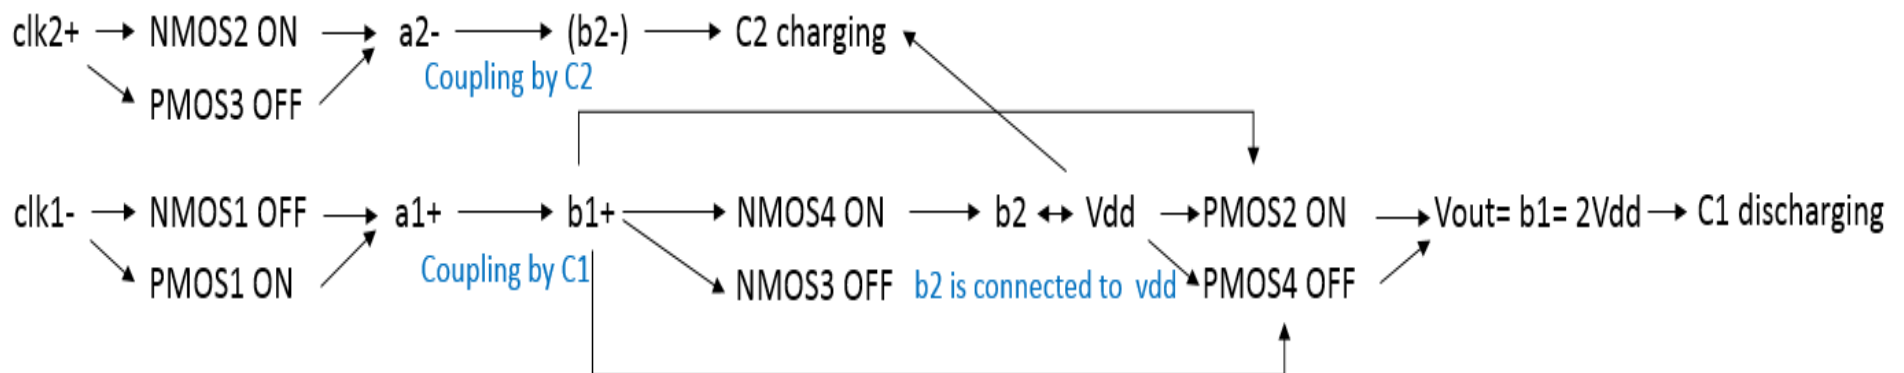 clk2+ NMOS2 ON a2- (b2-) C2 charging
Coupling by C2
PMOS3 OFF
clk1- NMOS1 OFF a1+ b1+ NMOS4 ON b2 Vdd PMOS2 ON Vout= b1= 2Vdd C1 discharging
Coupling by C1
PMOS1 ON NMOS3 OFF b2 is connected to vdd PMOS4 OFF